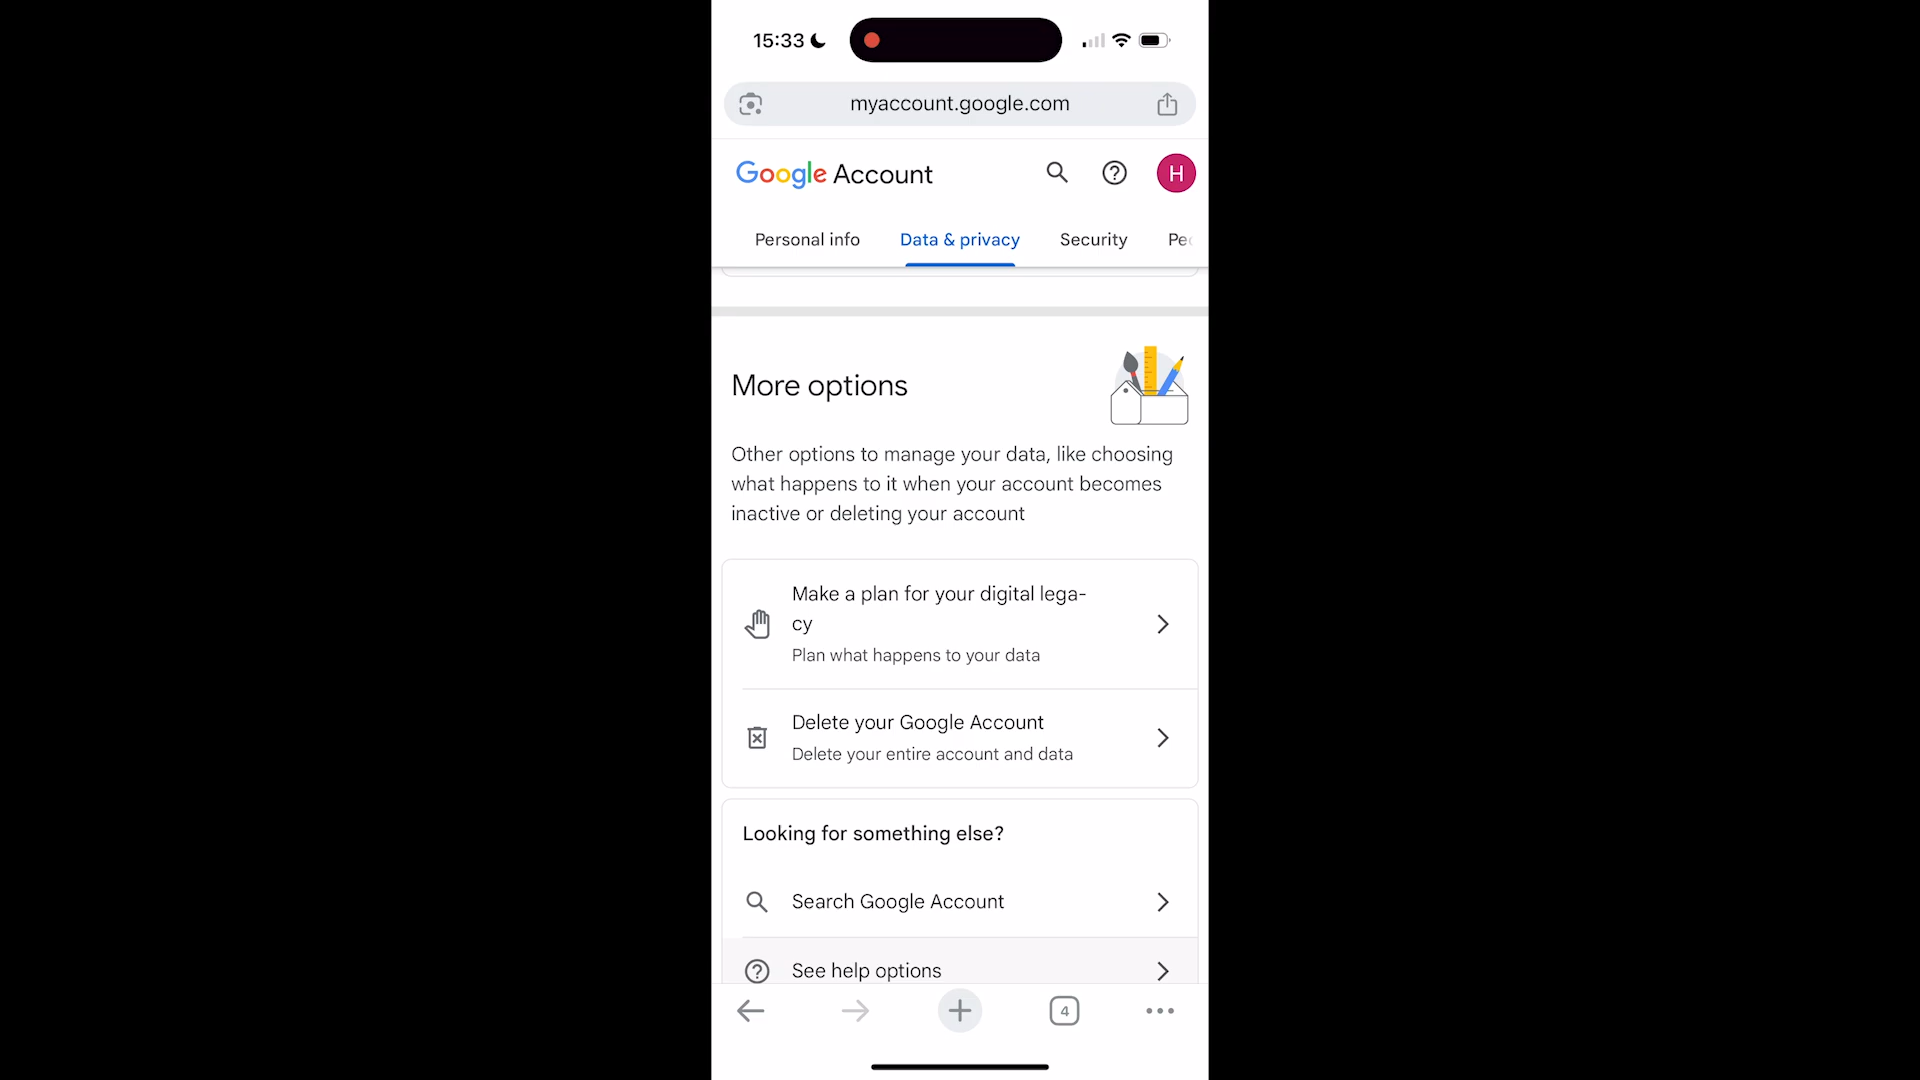 15:33
myaccount.google.com
Google Account
H
Personal info Data & privacy Security Peo
More options
Other options to manage your data, like choosing
what happens to it when your account becomes
inactive or deleting your account
Make a plan for your digital lega-
cy
Plan what happens to your data
Delete your Google Account
Delete your entire account and data
Looking for something else?
Search Google Account
See help options
4